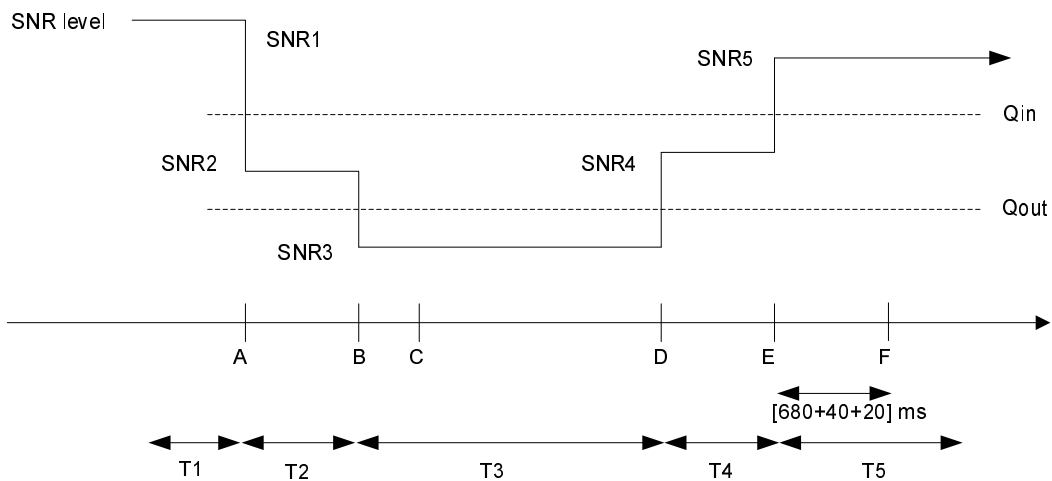 SNR level
SNR1
SNR5
Qin
SNR2
SNR4
Qout
SNR3
A B C D E F
[680+40+20] ms
T1 T2 T3 T4 T5